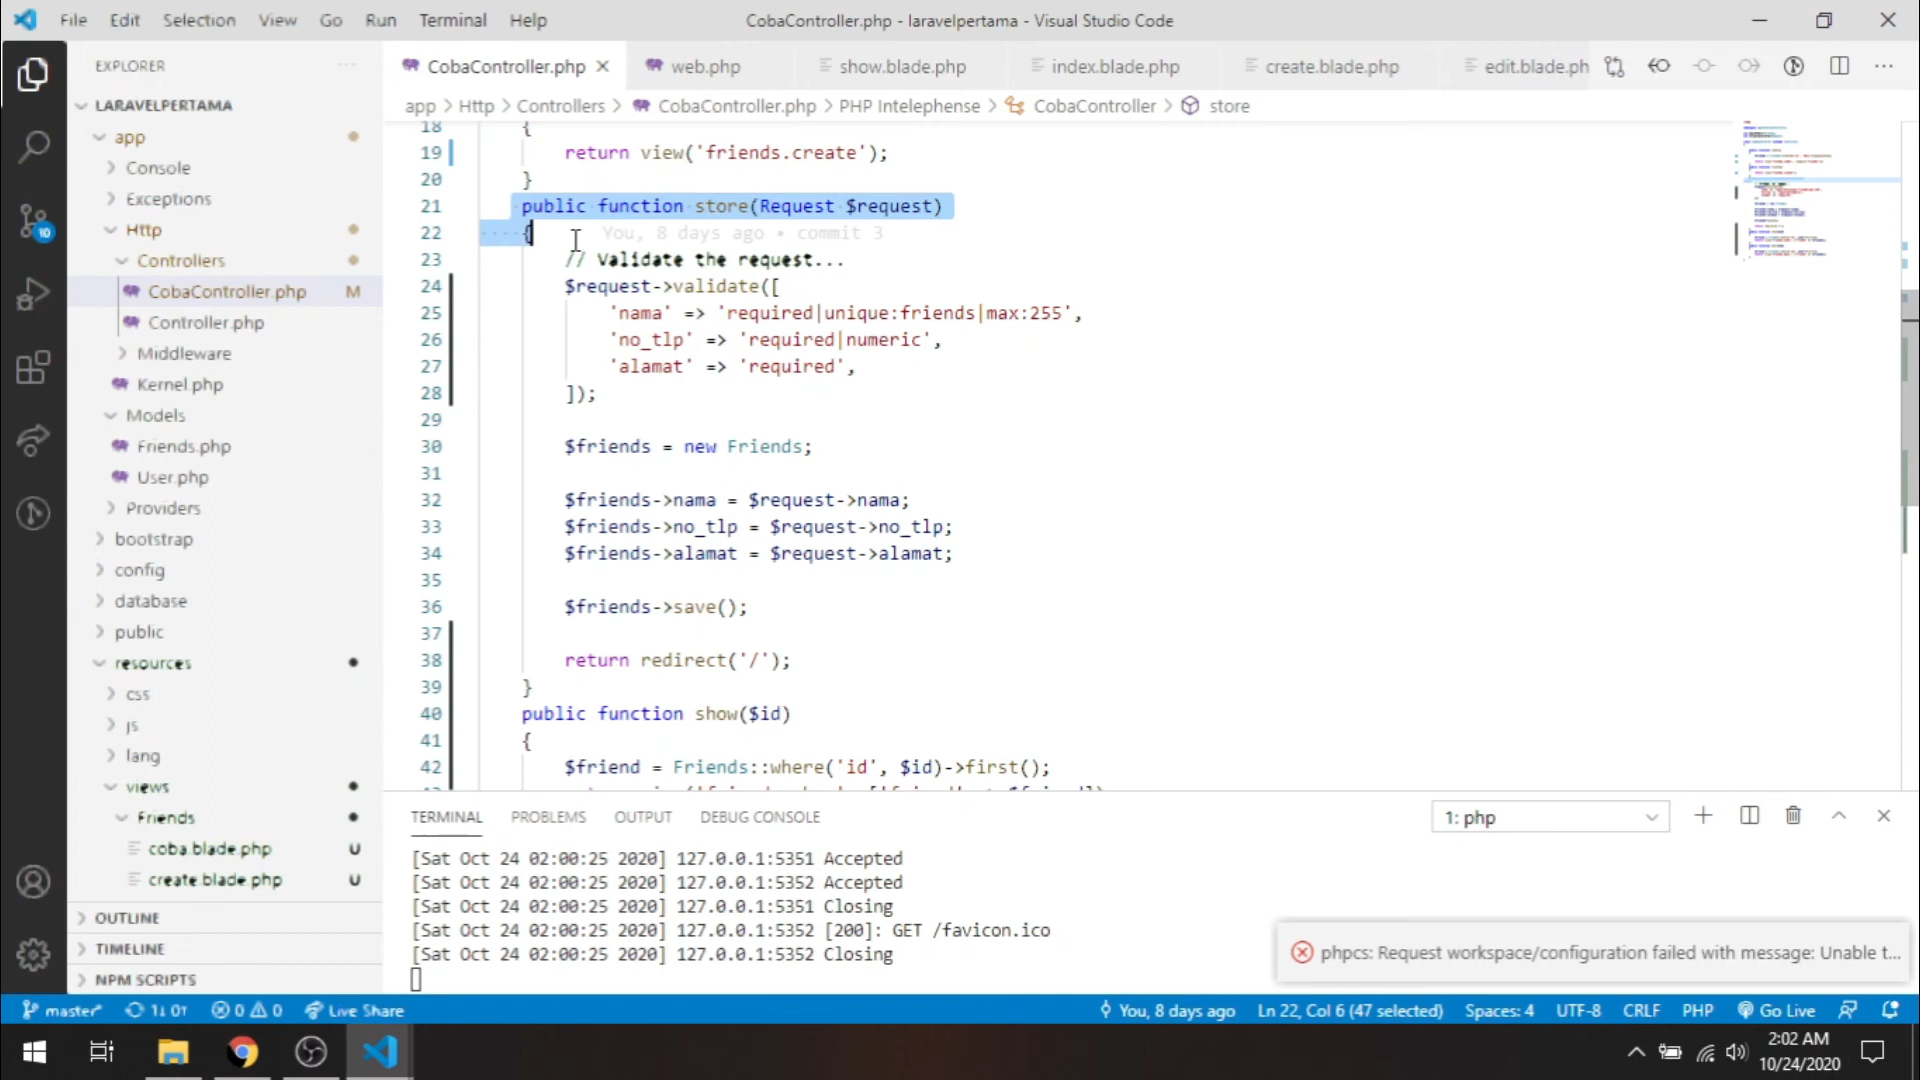 File Edit Selection View Go Run Terminal Help
CobaController.php - laravelpertama - Visual Studio Code
EXPLORER
CobaController.php
web.php
show.blade.php
index.blade.php
create.blade.php
edit.blade.ph
LARAVELPERTAMA
app > Http > Controllers > CobaController.php > PHP Intelephense > CobaController > store
app
Console
Exceptions
Http
Controllers
CobaController.php M
Controller.php
Middleware
Kernel.php
Models
Friends.php
User.php
Providers
bootstrap
config
database
public
resources
css
js
lang
views
Friends
coba.blade.php U
create.blade.php U
OUTLINE
TIMELINE
NPM SCRIPTS
10
18 {
19 return view('friends.create');
20 }
21 public function store(Request $request)
22 { You, 8 days ago • commit 3
23 // Validate the request...
24 $request->validate([
25 'nama' => 'required|unique:friends|max:255',
26 'no_tlp' => 'required|numeric',
27 'alamat' => 'required',
28 ]);
29
30 $friends = new Friends;
31
32 $friends->nama = $request->nama;
33 $friends->no_tlp = $request->no_tlp;
34 $friends->alamat = $request->alamat;
35
36 $friends->save();
37
38 return redirect('/');
39 }
40 public function show($id)
41 {
42 $friend = Friends::where('id', $id)->first();
TERMINAL PROBLEMS OUTPUT DEBUG CONSOLE
1: php
[Sat Oct 24 02:00:25 2020] 127.0.0.1:5351 Accepted
[Sat Oct 24 02:00:25 2020] 127.0.0.1:5352 Accepted
[Sat Oct 24 02:00:25 2020] 127.0.0.1:5351 Closing
[Sat Oct 24 02:00:25 2020] 127.0.0.1:5352 [200]: GET /favicon.ico
[Sat Oct 24 02:00:25 2020] 127.0.0.1:5352 Closing
phpcs: Request workspace/configuration failed with message: Unable t...
master* 1↓ 0↑ 0 0 Live Share
You, 8 days ago Ln 22, Col 6 (47 selected) Spaces: 4 UTF-8 CRLF PHP Go Live
2:02 AM
10/24/2020